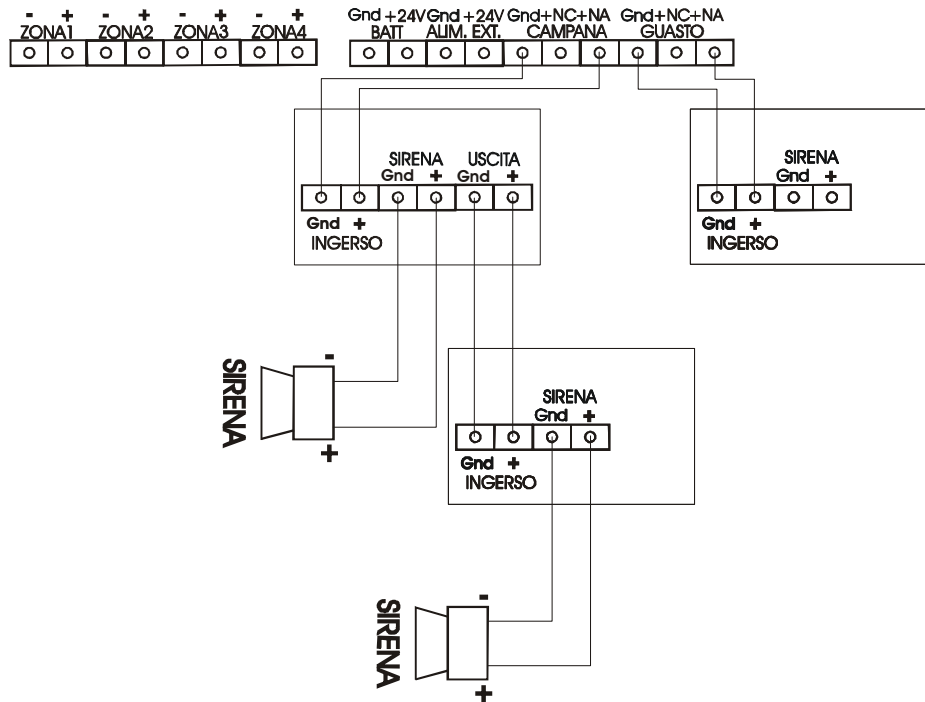 - + - + - + - +
ZONA1 ZONA2 ZONA3 ZONA4
Gnd +24V Gnd +24V Gnd+NC+NA Gnd+NC+NA
BATT ALIM. EXT. CAMPANA GUASTO
SIRENA USCITA
Gnd + Gnd +
Gnd +
INGERSO
SIRENA
Gnd +
Gnd +
INGERSO
SIRENA
-
+
SIRENA
Gnd +
Gnd +
INGERSO
SIRENA
-
+